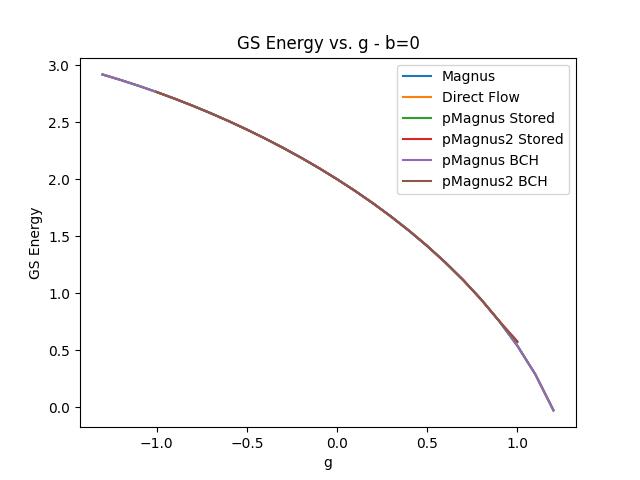 GS Energy vs. g - b=0
3.0
2.5
2.0
1.5
1.0
0.5
0.0
GS Energy
Magnus
Direct Flow
pMagnus Stored
pMagnus2 Stored
pMagnus BCH
pMagnus2 BCH
−1.0
−0.5
0.0
0.5
1.0
g